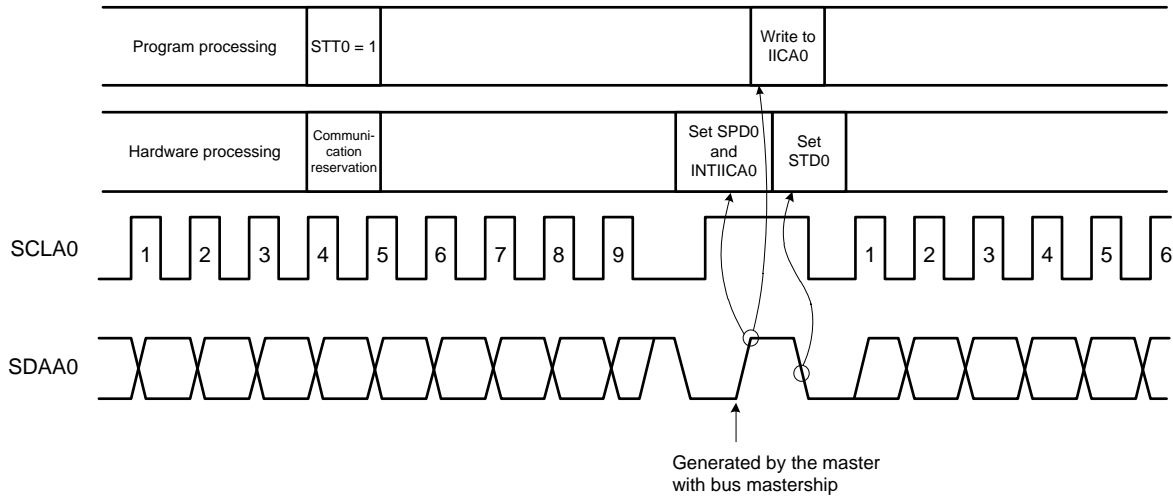 Program processing
STT0 = 1
Write to
IICA0
Hardware processing
Communi-
cation
reservation
Set SPD0
and
INTIICA0
Set
STD0
SCLA0
1 2 3 4 5 6 7 8 9 1 2 3 4 5 6
SDAA0
Generated by the master
with bus mastership